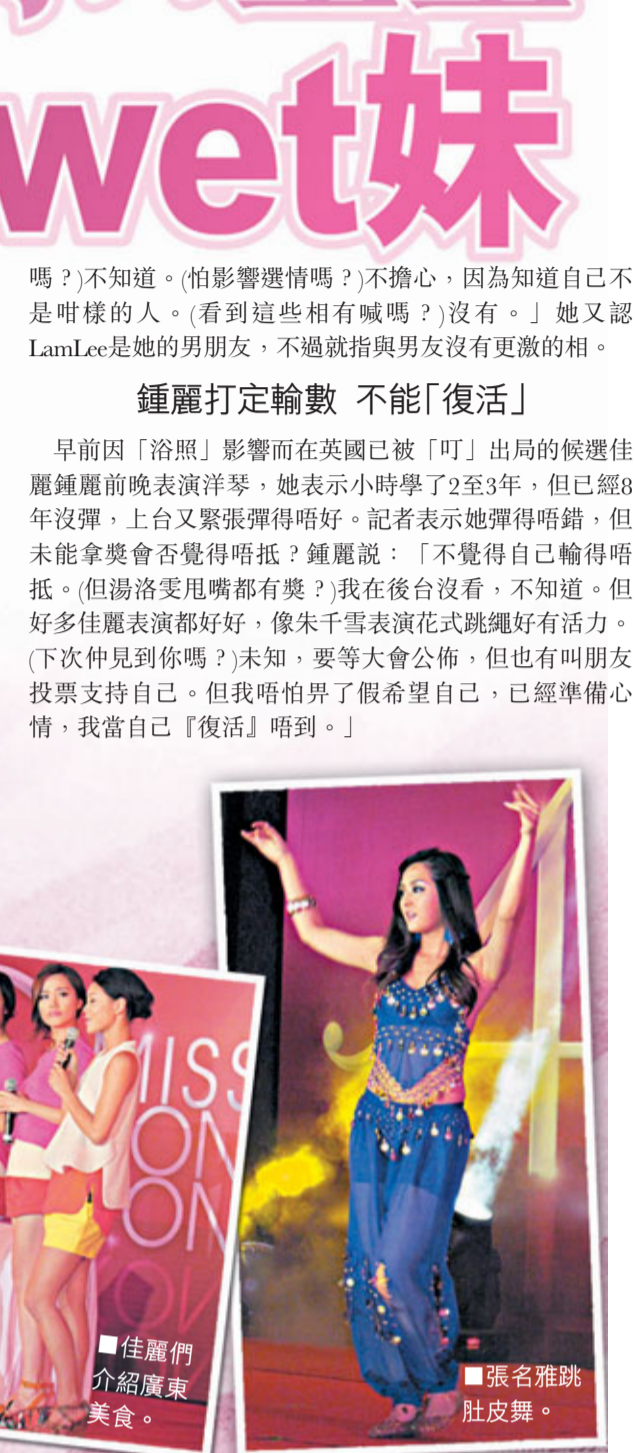 wet妹
嗎？)不知道。(怕影響選情嗎？)不擔心，因為知道自己不
是咁樣的人。(看到這些相有喊嗎？)沒有。」她又認
LamLee是她的男朋友，不過就指與男友沒有更激的相。
鍾麗打定輸數 不能「復活」
早前因「浴照」影響而在英國已被「叮」出局的候選佳
麗鍾麗前晚表演洋琴，她表示小時學了2至3年，但已經8
年沒彈，上台又緊張彈得唔好。記者表示她彈得唔錯，但
未能拿獎會否覺得唔抵？鍾麗説：「不覺得自己輸得唔
抵。(但湯洛雯甩嘴都有獎？)我在後台沒看，不知道。但
好多佳麗表演都好好，像朱千雪表演花式跳繩好有活力。
(下次仲見到你嗎？)未知，要等大會公佈，但也有叫朋友
投票支持自己。但我唔怕畀了假希望自己，已經準備心
情，我當自己『復活』唔到。」
MISS
ON
ON
■佳麗們
介紹廣東
美食。
■張名雅跳
肚皮舞。